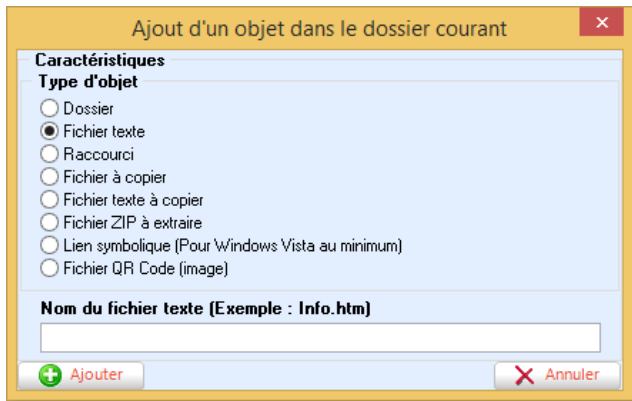 Ajout d'un objet dans le dossier courant
Caractéristiques
Type d'objet
Dossier
Fichier texte
Raccourci
Fichier à copier
Fichier texte à copier
Fichier ZIP à extraire
Lien symbolique (Pour Windows Vista au minimum)
Fichier QR Code (image)
Nom du fichier texte (Exemple : Info.htm)
Ajouter
Annuler